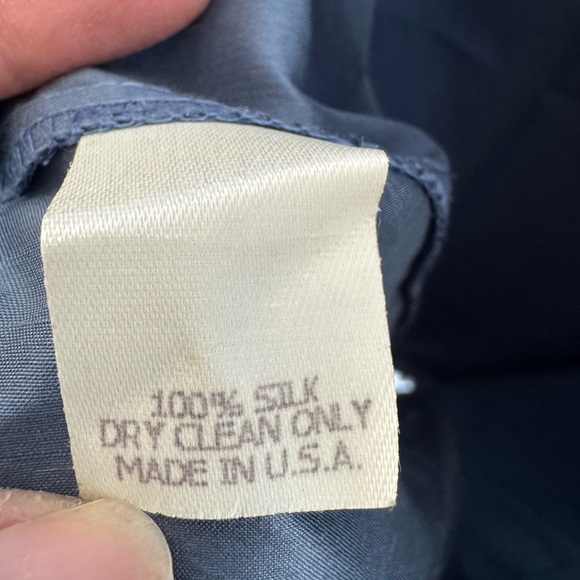 100% SILK
DRY CLEAN ONLY
MADE IN U.S.A.